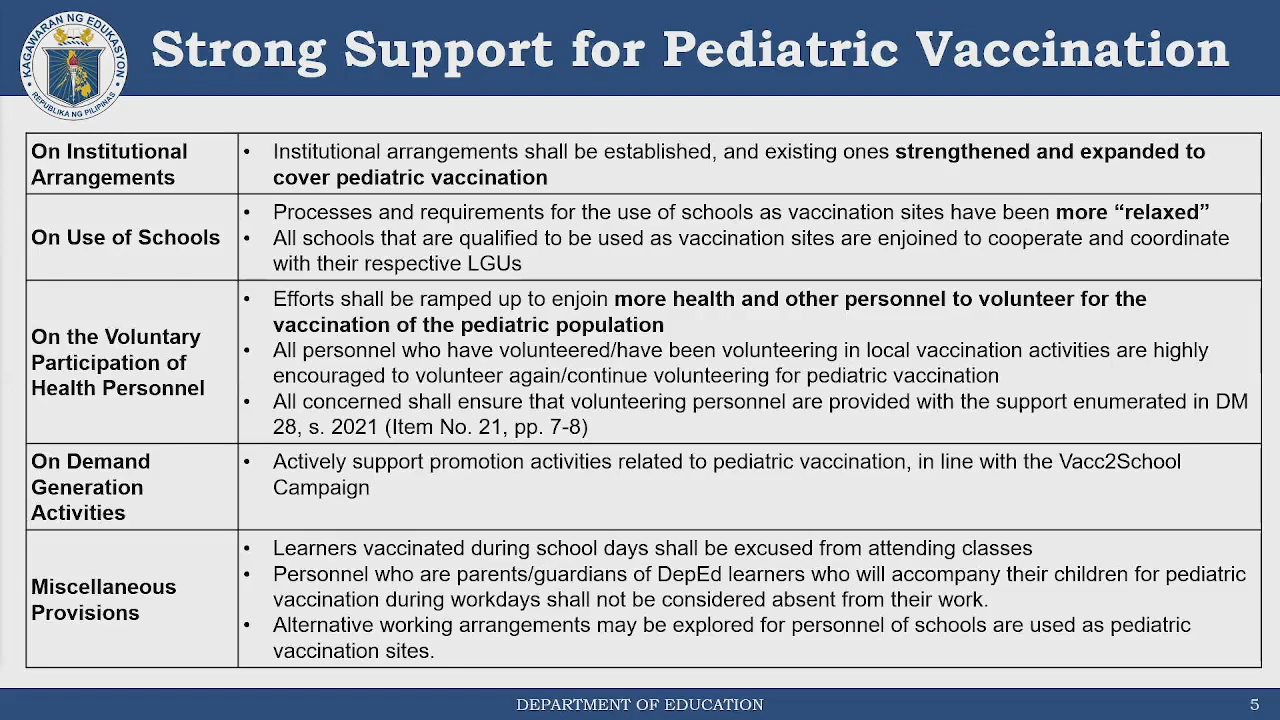 KAGAWARAN NG EDUKASYON
REPUBLIKA NG PILIPINAS
Strong Support for Pediatric Vaccination
On Institutional
Arrangements
• Institutional arrangements shall be established, and existing ones strengthened and expanded to
cover pediatric vaccination
On Use of Schools
• Processes and requirements for the use of schools as vaccination sites have been more “relaxed”
• All schools that are qualified to be used as vaccination sites are enjoined to cooperate and coordinate
with their respective LGUs
On the Voluntary
Participation of
Health Personnel
• Efforts shall be ramped up to enjoin more health and other personnel to volunteer for the
vaccination of the pediatric population
• All personnel who have volunteered/have been volunteering in local vaccination activities are highly
encouraged to volunteer again/continue volunteering for pediatric vaccination
• All concerned shall ensure that volunteering personnel are provided with the support enumerated in DM
28, s. 2021 (Item No. 21, pp. 7-8)
On Demand
Generation
Activities
• Actively support promotion activities related to pediatric vaccination, in line with the Vacc2School
Campaign
Miscellaneous
Provisions
• Learners vaccinated during school days shall be excused from attending classes
• Personnel who are parents/guardians of DepEd learners who will accompany their children for pediatric
vaccination during workdays shall not be considered absent from their work.
• Alternative working arrangements may be explored for personnel of schools are used as pediatric
vaccination sites.
DEPARTMENT OF EDUCATION
5